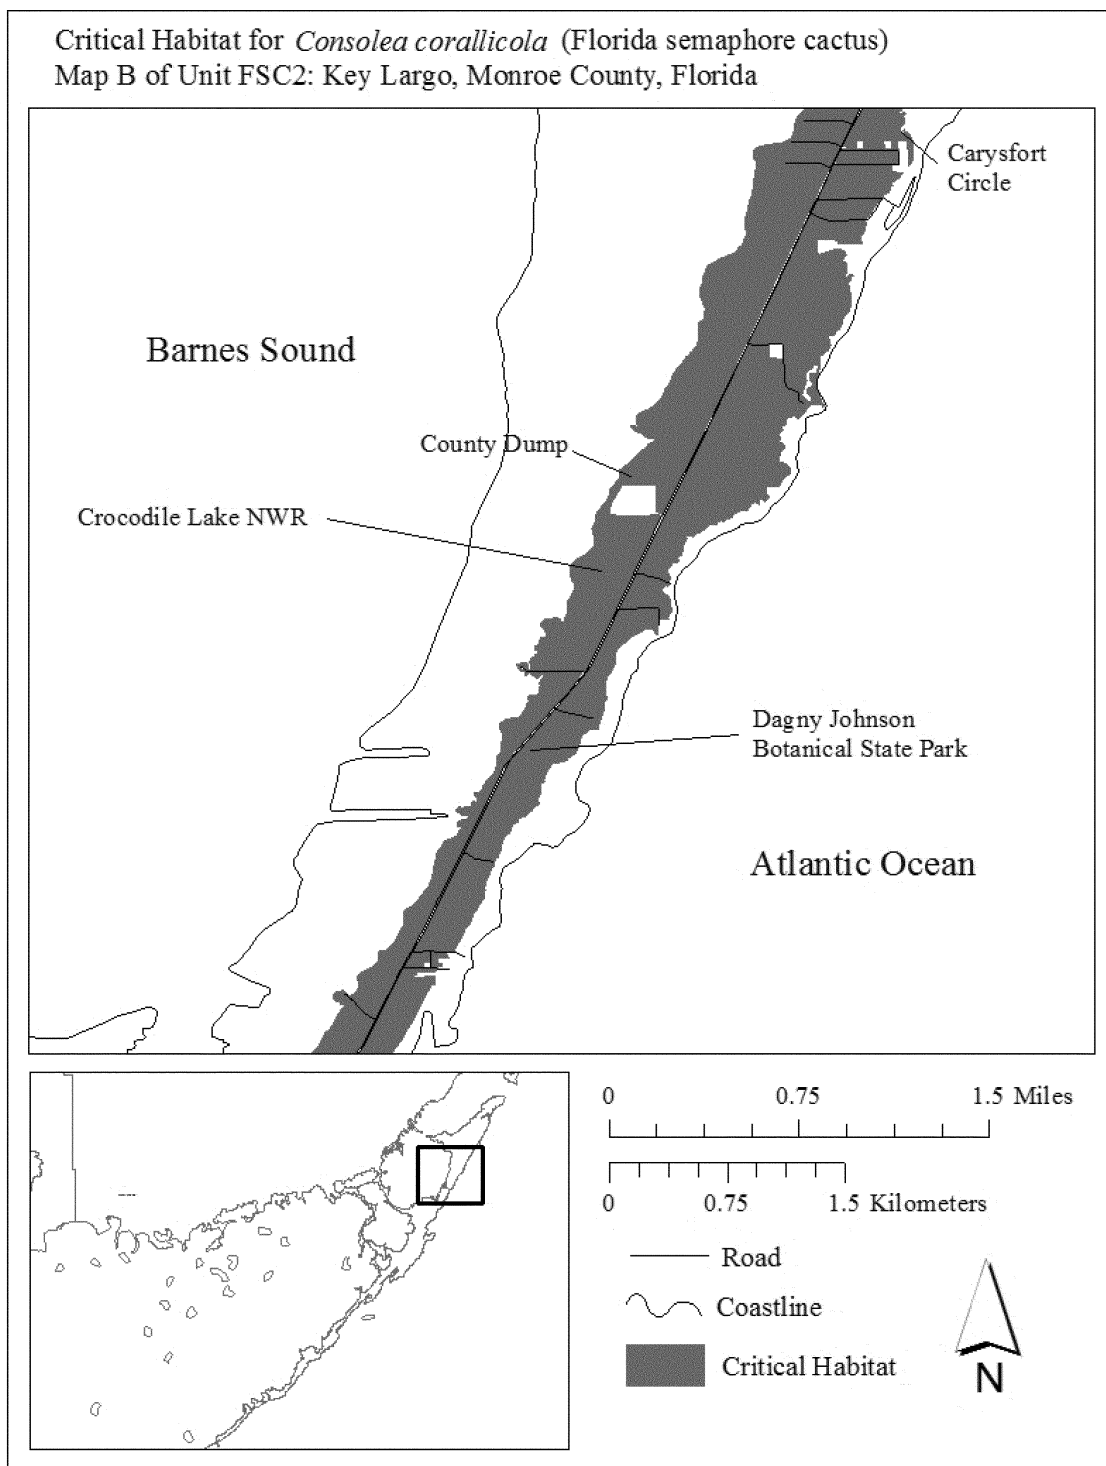 Critical Habitat for Consolea corallicola (Florida semaphore cactus)
Map B of Unit FSC2: Key Largo, Monroe County, Florida
Carysfort
Circle
Barnes Sound
County Dump
Crocodile Lake NWR
Dagny Johnson
Botanical State Park
Atlantic Ocean
0 0.75 1.5 Miles
0 0.75 1.5 Kilometers
Road
Coastline
Critical Habitat
N